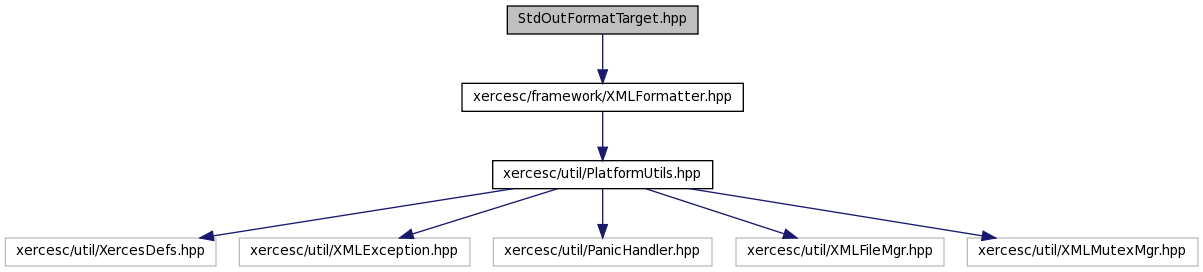 StdOutFormatTarget.hpp
xercesc/framework/XMLFormatter.hpp
xercesc/util/PlatformUtils.hpp
xercesc/util/XercesDefs.hpp
xercesc/util/XMLException.hpp
xercesc/util/PanicHandler.hpp
xercesc/util/XMLFileMgr.hpp
xercesc/util/XMLMutexMgr.hpp